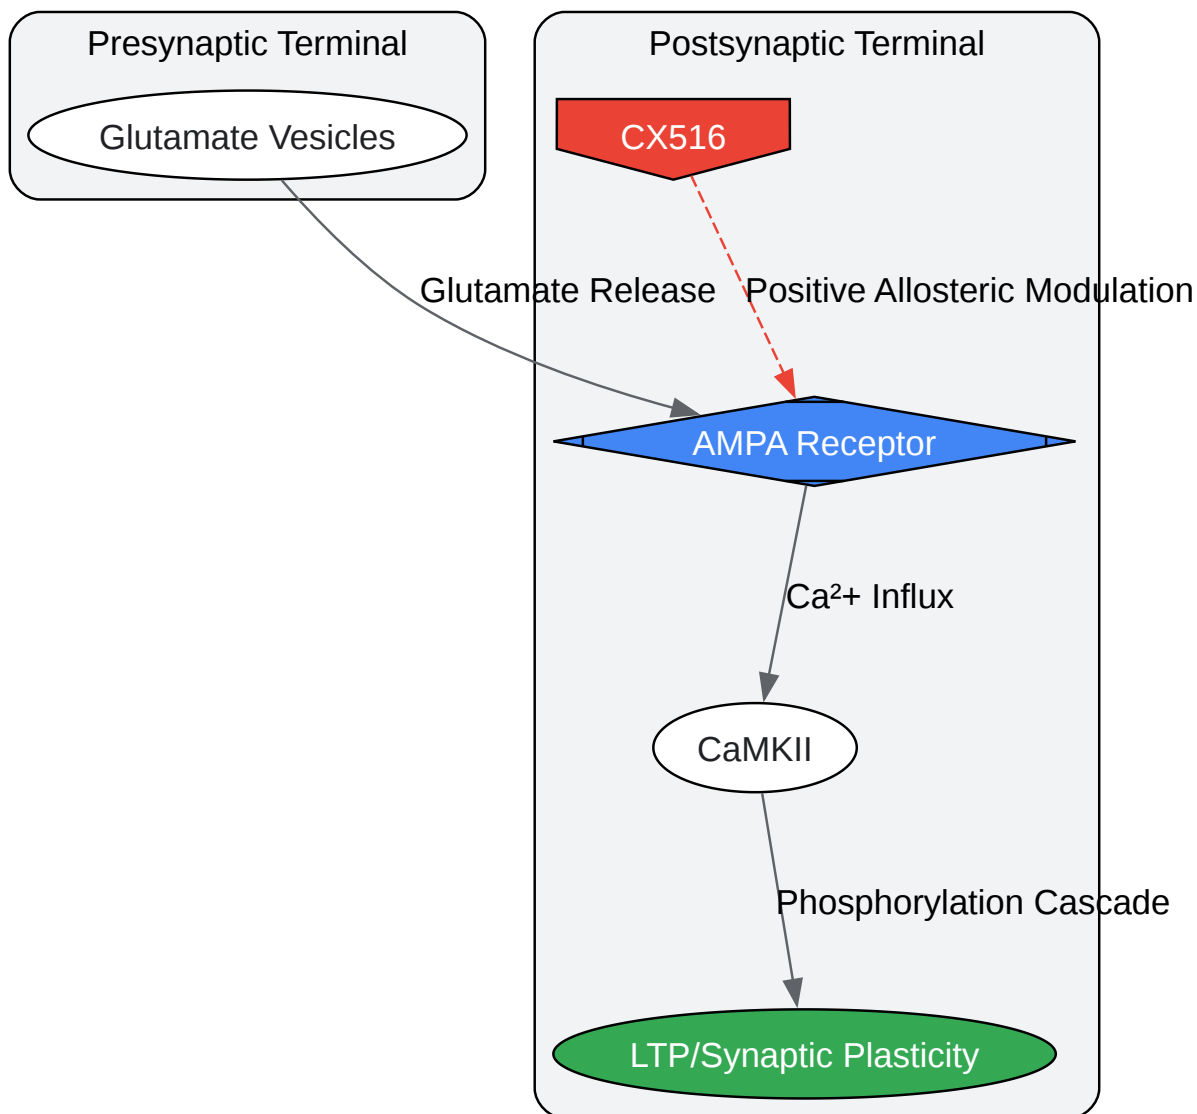 Presynaptic Terminal
Postsynaptic Terminal
Glutamate Vesicles
CX516
Glutamate Release
Positive Allosteric Modulation
AMPA Receptor
Ca²+ Influx
CaMKII
Phosphorylation Cascade
LTP/Synaptic Plasticity